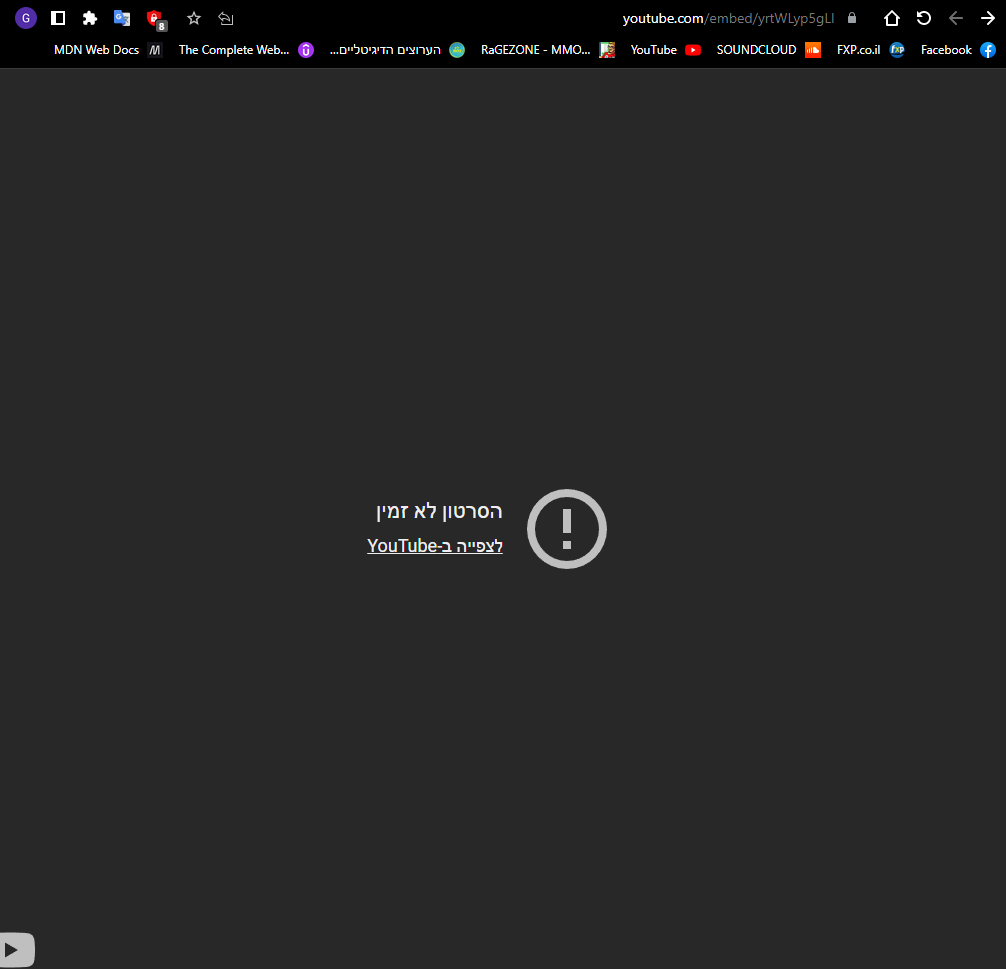 G
8
youtube.com/embed/yrtWLyp5gLI
Facebook
FXP.co.il
fxp
SOUNDCLOUD
YouTube
RaGEZONE - MMO...
הערוצים הדיגיטליים...
The Complete Web...
MDN Web Docs
הסרטון לא זמין
לצפייה ב-YouTube